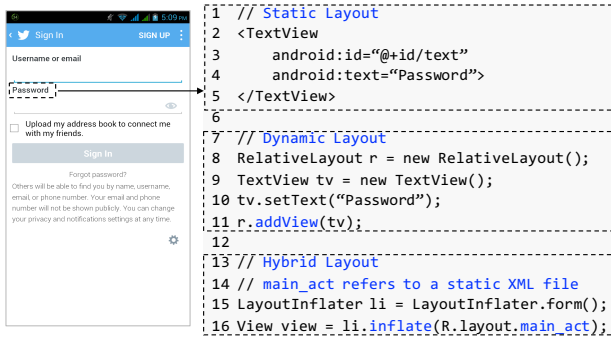 5:09 PM
Sign In
SIGN UP
Username or email
Password
Upload my address book to connect me
with my friends.
Sign In
Forgot password?
Others will be able to find you by name, username,
email, or phone number. Your email and phone
number will not be shown publicly. You can change
your privacy and notifications settings at any time.
1 // Static Layout
2 <TextView
3 android:id=“@+id/text”
4 android:text=“Password”>
5 </TextView>
6
7 // Dynamic Layout
8 RelativeLayout r = new RelativeLayout();
9 TextView tv = new TextView();
10 tv.setText(“Password”);
11 r.addView(tv);
12
13 // Hybrid Layout
14 // main_act refers to a static XML file
15 LayoutInflater li = LayoutInflater.form();
16 View view = li.inflate(R.layout.main_act);